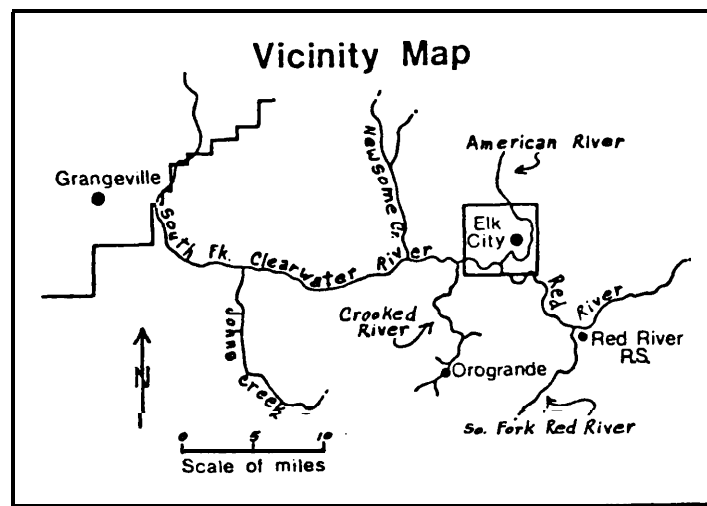 Vicinity Map
Newsome Cr.
American River
Grangeville
Elk
City
South Fk. Clearwater River
Red River
Johns Creek
Crooked
River
Red River
R.S.
Orogrande
N
So. Fork Red River
0 5 10
Scale of miles